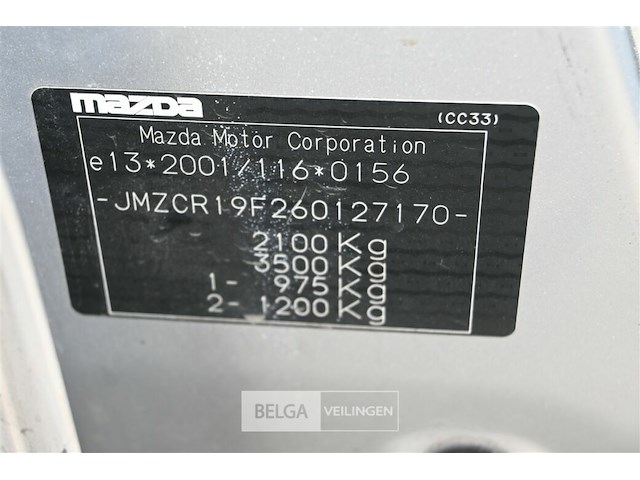 mazda
(CC33)
Mazda Motor Corporation
e13*2001/116*0156
-JMZCR19F260127170-
2100 Kg
3500 Kg
1- 975 Kg
2- 1200 Kg
BELGA VEILINGEN